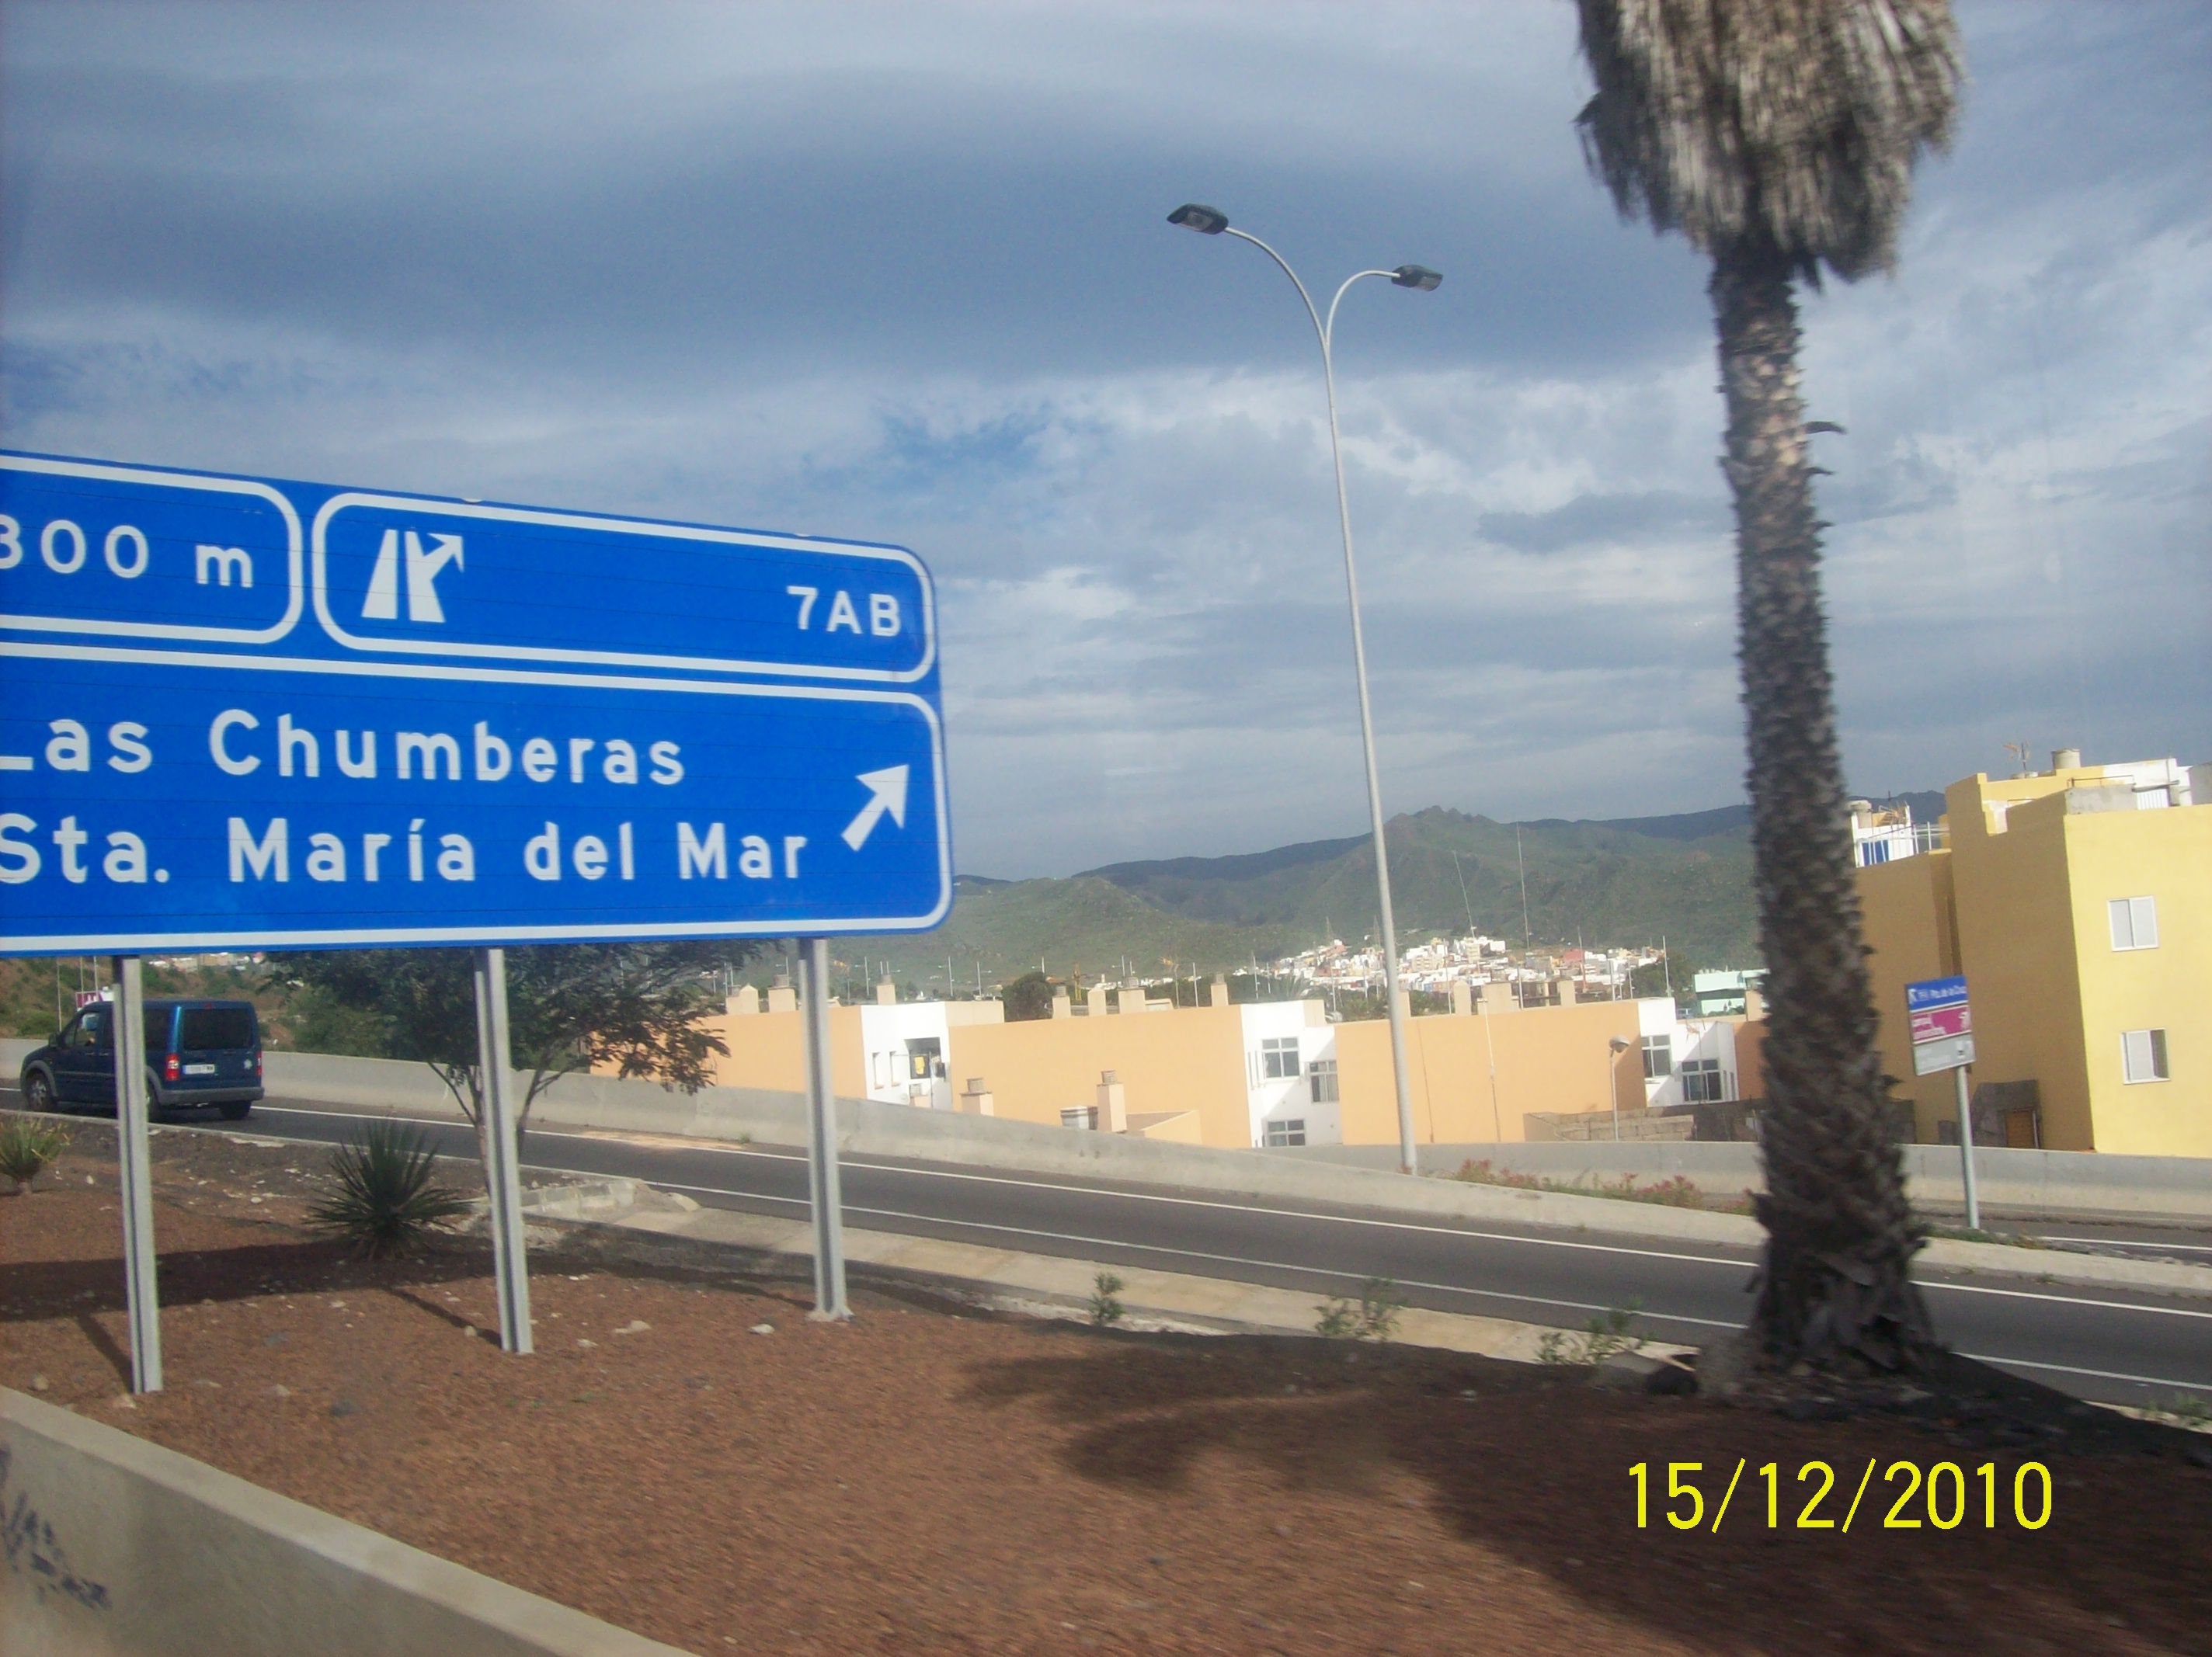 300 m
7AB
Las Chumberas
Sta. María del Mar
15/12/2010